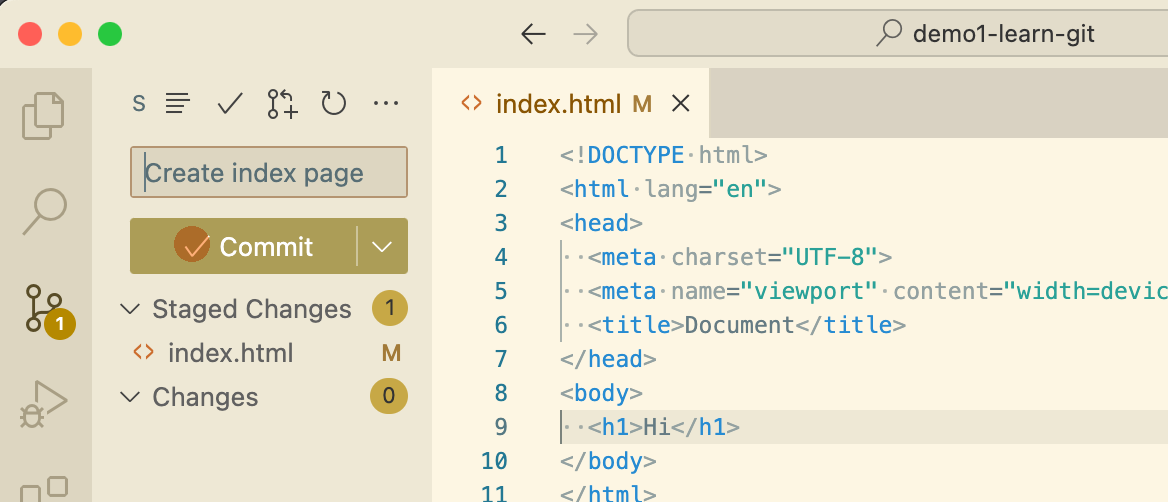 demo1-learn-git
S
index.html M
Create index page
Commit
Staged Changes 1
index.html M
Changes 0
1
1 <!DOCTYPE html>
2 <html lang="en">
3 <head>
4 <meta charset="UTF-8">
5 <meta name="viewport" content="width=devic
6 <title>Document</title>
7 </head>
8 <body>
9 <h1>Hi</h1>
10 </body>
11 </html>